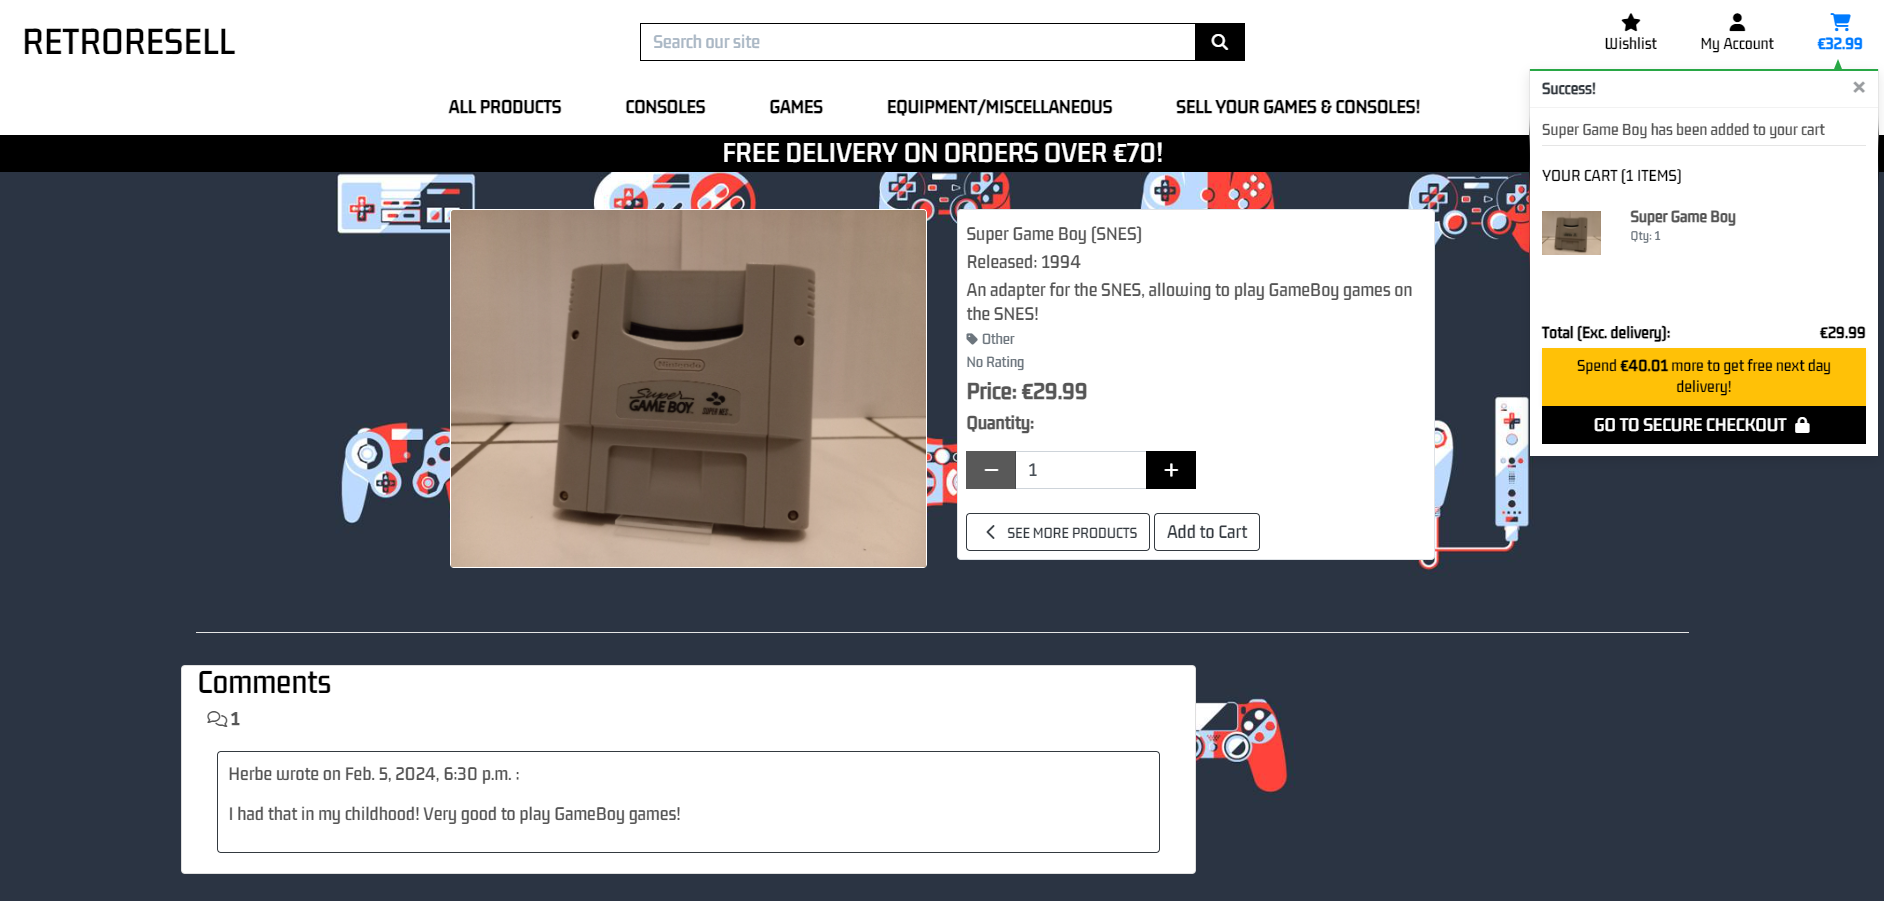 RETRORESELL
Search our site
Wishlist
My Account
€32.99
ALL PRODUCTS
CONSOLES
GAMES
EQUIPMENT/MISCELLANEOUS
SELL YOUR GAMES & CONSOLES!
FREE DELIVERY ON ORDERS OVER €70!
Success!
×
Super Game Boy has been added to your cart
YOUR CART (1 ITEMS)
Super Game Boy
Qty: 1
Total (Exc. delivery):
€29.99
Spend €40.01 more to get free next day
delivery!
GO TO SECURE CHECKOUT
Nintendo
Super
GAME BOY
SUPER NES
Super Game Boy (SNES)
Released: 1994
An adapter for the SNES, allowing to play GameBoy games on
the SNES!
Other
No Rating
Price: €29.99
Quantity:
1
SEE MORE PRODUCTS
Add to Cart
Comments
1
Herbe wrote on Feb. 5, 2024, 6:30 p.m. :
I had that in my childhood! Very good to play GameBoy games!